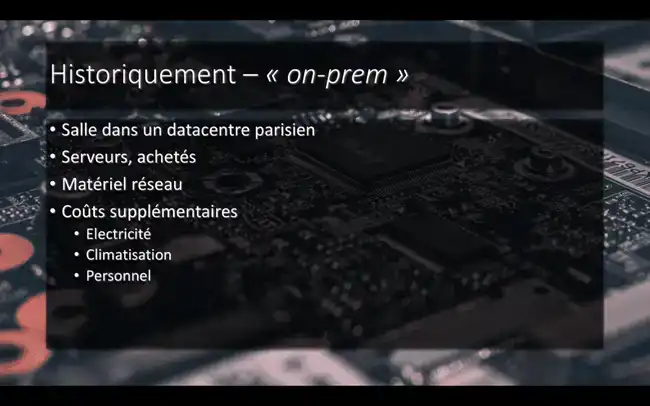 Historiquement – « on-prem »
• Salle dans un datacentre parisien
• Serveurs, achetés
• Matériel réseau
• Coûts supplémentaires
• Electricité
• Climatisation
• Personnel